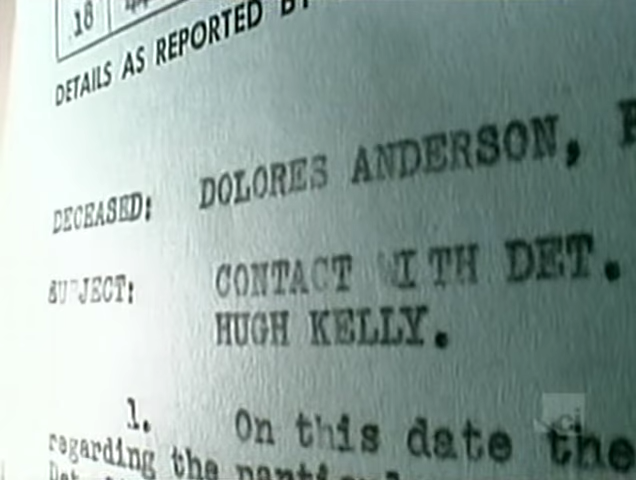 18
DETAILS AS REPORTED BY
DECEASED: DOLORES ANDERSON,
SUBJECT: CONTACT WITH DET.
HUGH KELLY.
1. On this date the
regarding the